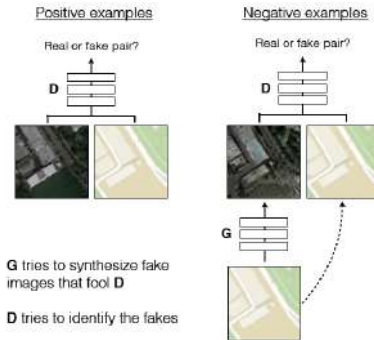 Positive examples
Real or fake pair?
D
G tries to synthesize fake
images that fool D
D tries to identify the fakes
Negative examples
Real or fake pair?
D
G